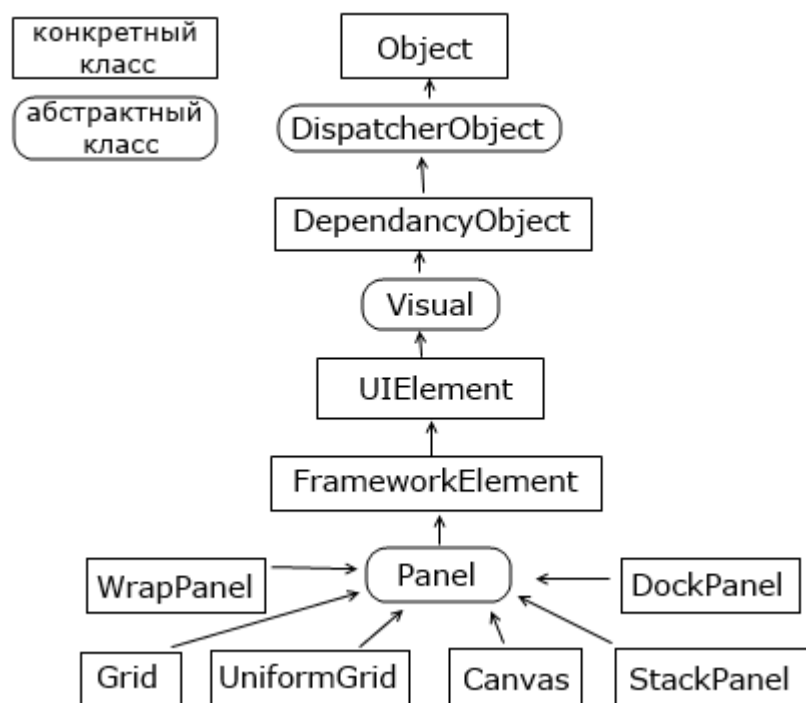 конкретный
класс
Object
абстрактный
класс
DispatcherObject
DependancyObject
Visual
UIElement
FrameworkElement
WrapPanel
Panel
DockPanel
Grid
UniformGrid
Canvas
StackPanel